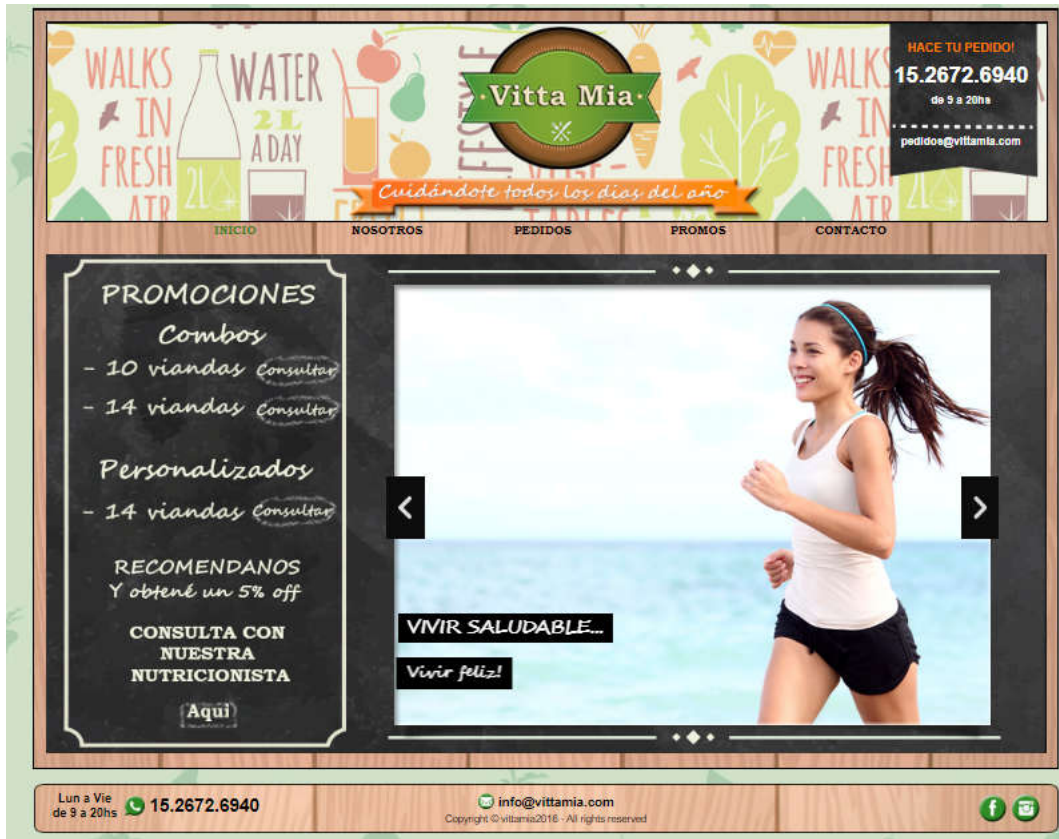 WALKS
IN
FRESH
AIR
WATER
2L
A DAY
2L
Vitta Mia
Cuidándote todos los dias del año
WALKS
IN
FRESH
AIR
2L
HACE TU PEDIDO!
15.2672.6940
de 9 a 20hs
pedidos@vittamia.com
INICIO
NOSOTROS
PEDIDOS
PROMOS
CONTACTO
PROMOCIONES
Combos
- 10 viandas Consultar
- 14 viandas Consultar
Personalizados
- 14 viandas Consultar
RECOMENDANOS
Y obtené un 5% off
CONSULTA CON
NUESTRA
NUTRICIONISTA
Aqui
VIVIR SALUDABLE...
Vivir feliz!
Lun a Vie
de 9 a 20hs
15.2672.6940
info@vittamia.com
Copyright © vittamia2016 - All rights reserved